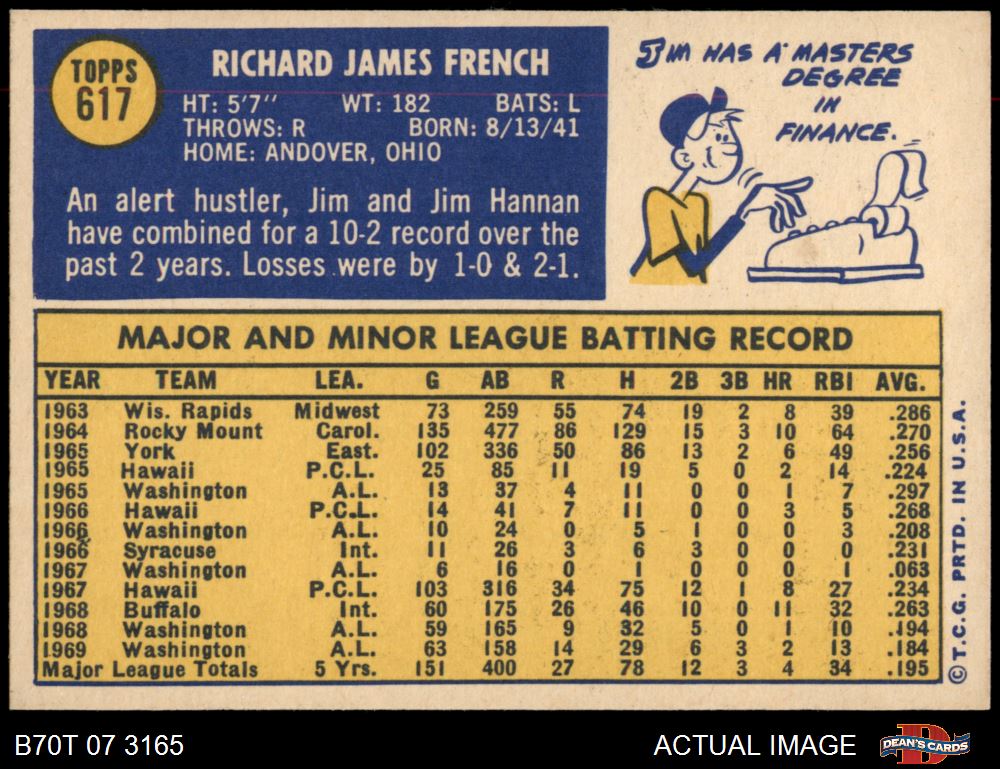 TOPPS
617
RICHARD JAMES FRENCH
HT: 5'7" WT: 182 BATS: L
THROWS: R BORN: 8/13/41
HOME: ANDOVER, OHIO
An alert hustler, Jim and Jim Hannan
have combined for a 10-2 record over the
past 2 years. Losses were by 1-0 & 2-1.
JIM HAS A MASTERS
DEGREE
IN
FINANCE.
MAJOR AND MINOR LEAGUE BATTING RECORD
YEAR TEAM LEA. G AB R H 2B 3B HR RBI AVG.
1963 Wis. Rapids Midwest 73 259 55 74 19 2 8 39 .286
1964 Rocky Mount Carol. 135 477 86 129 15 3 10 64 .270
1965 York East. 102 336 50 86 13 2 6 49 .256
1965 Hawaii P.C.L. 25 85 11 19 5 0 2 14 .224
1965 Washington A.L. 13 37 4 11 0 0 1 7 .297
1966 Hawaii P.C.L. 14 41 7 11 0 0 3 5 .268
1966 Washington A.L. 10 24 0 5 1 0 0 3 .208
1966 Syracuse Int. 11 26 3 6 3 0 0 0 .231
1967 Washington A.L. 6 16 0 1 0 0 0 1 .063
1967 Hawaii P.C.L. 103 316 34 75 12 1 8 27 .234
1968 Buffalo Int. 60 175 26 46 10 0 11 32 .263
1968 Washington A.L. 59 165 9 32 5 0 1 10 .194
1969 Washington A.L. 63 158 14 29 6 3 2 13 .184
Major League Totals 5 Yrs. 151 400 27 78 12 3 4 34 .195
© T.C.G. PRTD. IN U.S.A.
B70T 07 3165
ACTUAL IMAGE
B
DEAN'S CARDS